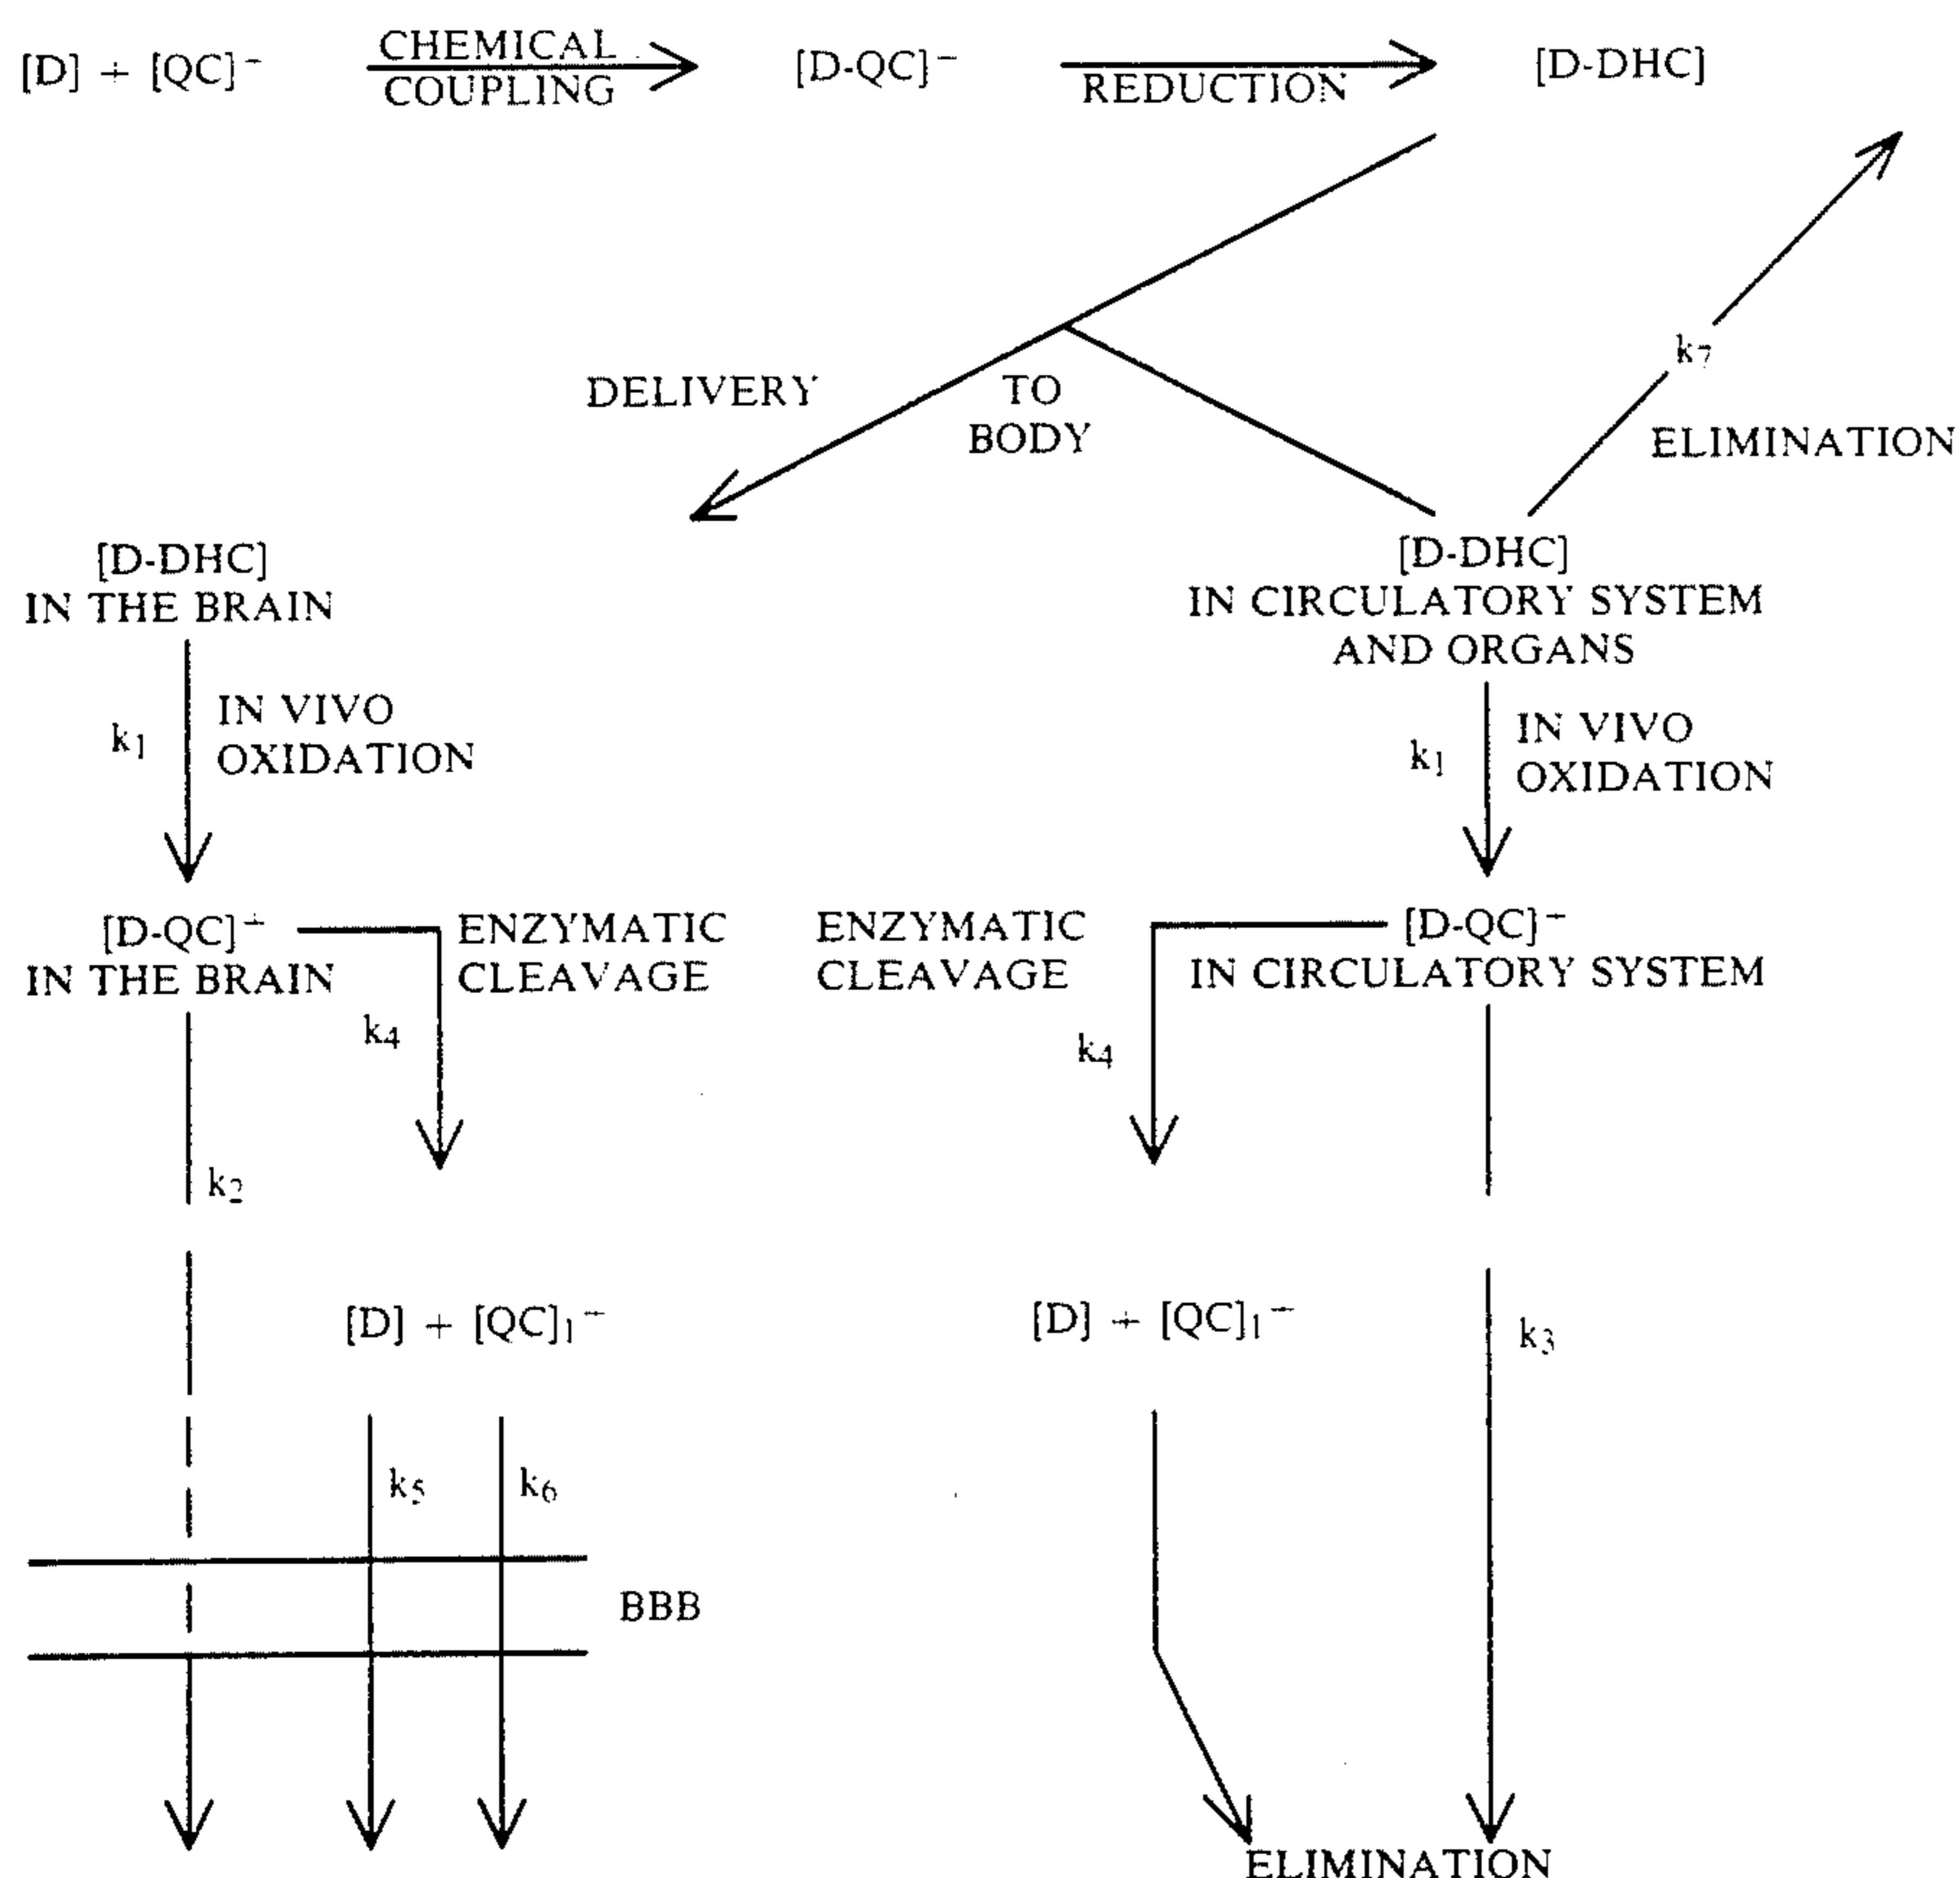 [D] + [QC]⁻ CHEMICAL COUPLING [D-QC]⁻ REDUCTION [D-DHC]
DELIVERY TO BODY
k7
ELIMINATION
[D-DHC]
IN THE BRAIN
[D-DHC]
IN CIRCULATORY SYSTEM
AND ORGANS
k1
IN VIVO
OXIDATION
k1
IN VIVO
OXIDATION
[D-QC]⁺
IN THE BRAIN
ENZYMATIC
CLEAVAGE
ENZYMATIC
CLEAVAGE
[D-QC]⁻
IN CIRCULATORY SYSTEM
k4
k4
k2
[D] + [QC]1⁻
[D] + [QC]1⁻
k3
k5
k6
BBB
ELIMINATION